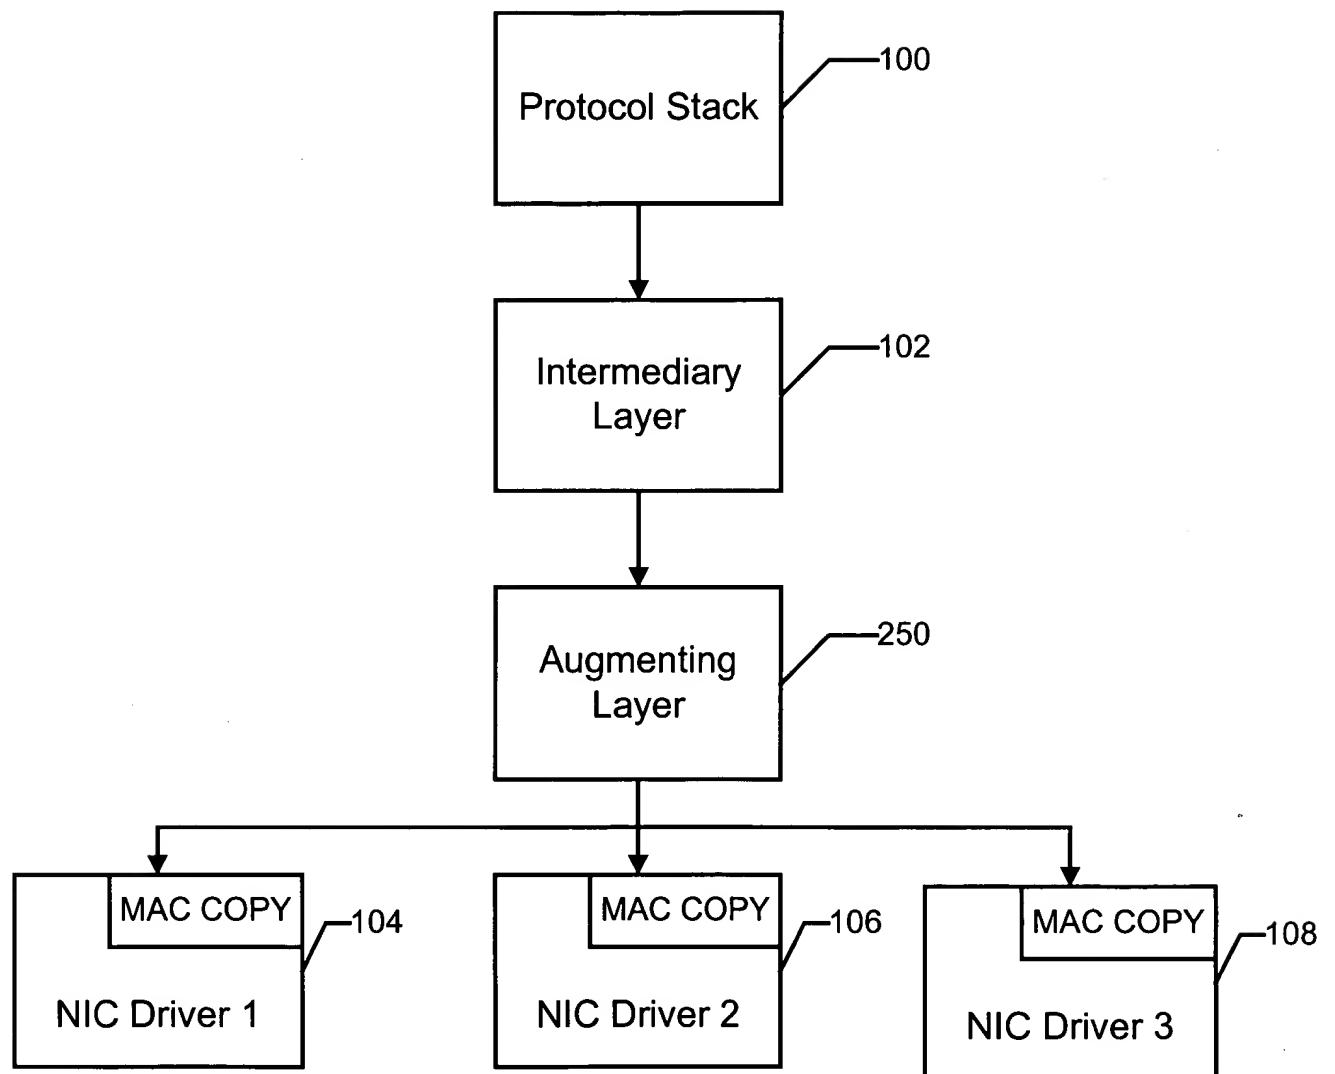 Protocol Stack
100
Intermediary
Layer
102
Augmenting
Layer
250
MAC COPY
104
NIC Driver 1
MAC COPY
106
NIC Driver 2
MAC COPY
108
NIC Driver 3